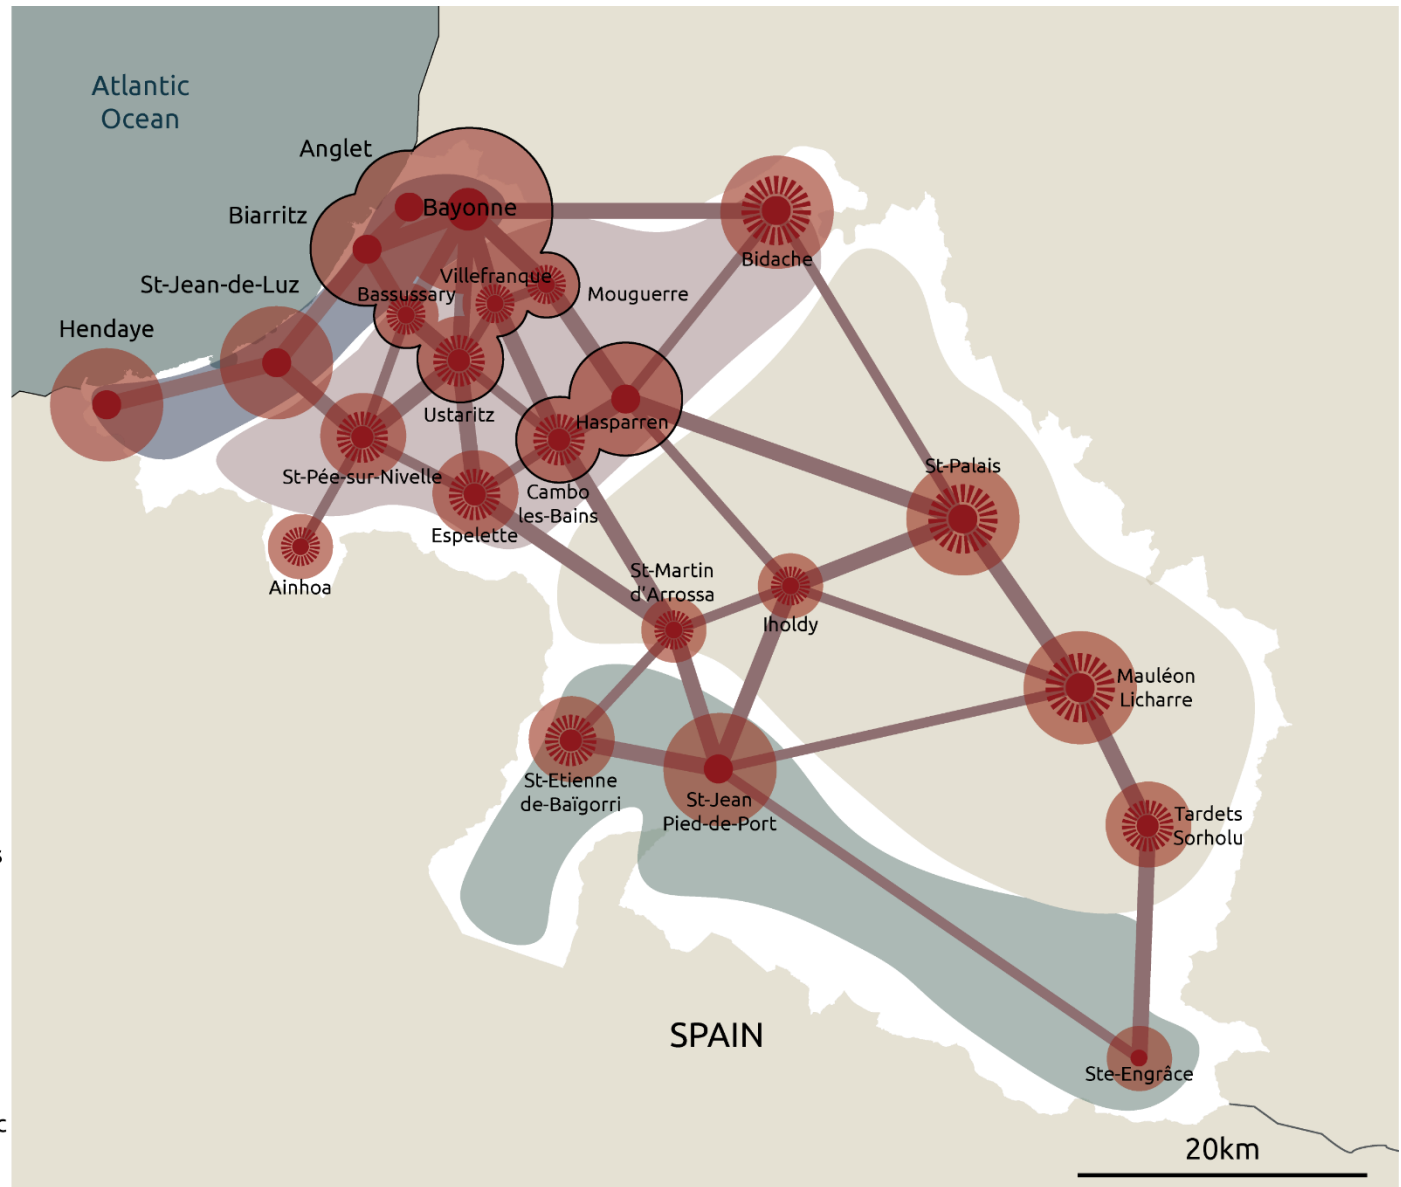 Atlantic
Ocean
Anglet
Biarritz
Bayonne
St-Jean-de-Luz
Villefranque
Bassussary
Mouguerre
Bidache
Hendaye
Ustaritz
Hasparren
St-Pée-sur-Nivelle
St-Palais
Cambo
les-Bains
Espelette
Ainhoa
St-Martin
d'Arrossa
Iholdy
Mauléon
Licharre
St-Etienne
de-Baïgorri
St-Jean
Pied-de-Port
Tardets
Sorholu
s
SPAIN
Ste-Engrâce
c
20km